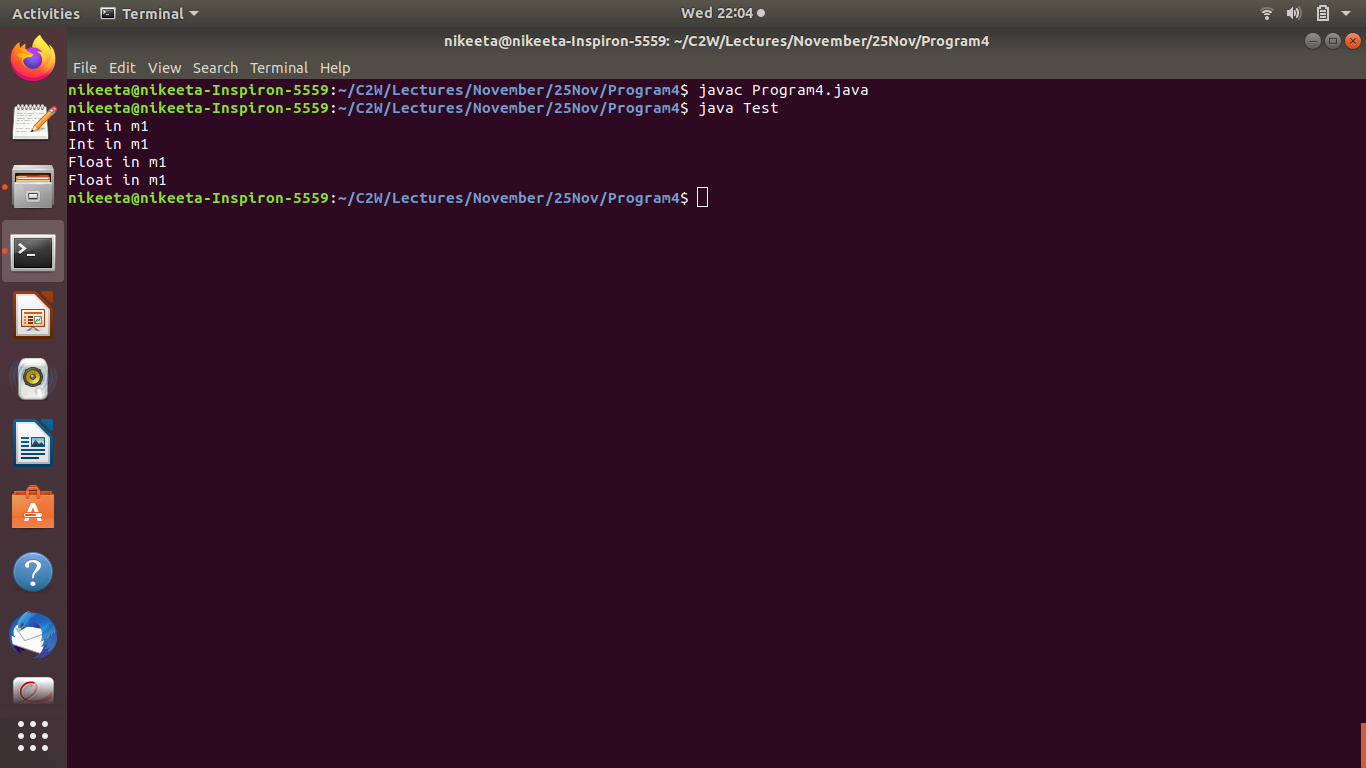 Activities Terminal Wed 22:04
nikeeta@nikeeta-Inspiron-5559: ~/C2W/Lectures/November/25Nov/Program4
File Edit View Search Terminal Help
nikeeta@nikeeta-Inspiron-5559:~/C2W/Lectures/November/25Nov/Program4$ javac Program4.java
nikeeta@nikeeta-Inspiron-5559:~/C2W/Lectures/November/25Nov/Program4$ java Test
Int in m1
Int in m1
Float in m1
Float in m1
nikeeta@nikeeta-Inspiron-5559:~/C2W/Lectures/November/25Nov/Program4$